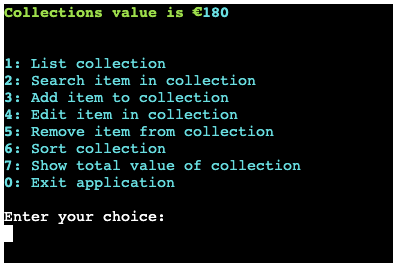 Collections value is €180
1: List collection
2: Search item in collection
3: Add item to collection
4: Edit item in collection
5: Remove item from collection
6: Sort collection
7: Show total value of collection
0: Exit application
Enter your choice: